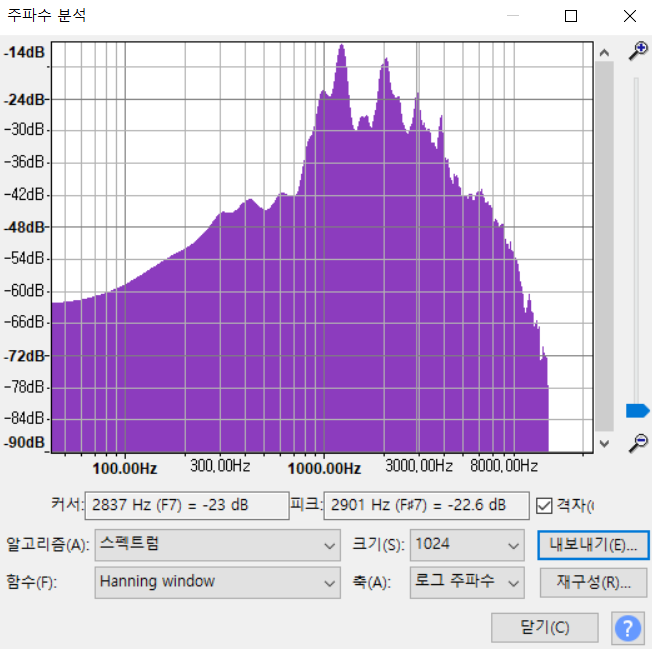 주파수 분석
-14dB
-24dB
-30dB
-36dB
-42dB
-48dB
-54dB
-60dB
-66dB
-72dB
-78dB
-84dB
-90dB
100.00Hz 300,00Hz 1000.00Hz 3000,00Hz 8000,00Hz
커서: 2837 Hz (F7) = -23 dB 피크: 2901 Hz (F#7) = -22.6 dB 격자(
알고리즘(A): 스펙트럼 크기(S): 1024 내보내기(E)...
함수(F): Hanning window 축(A): 로그 주파수 재구성(R)...
닫기(C) ?